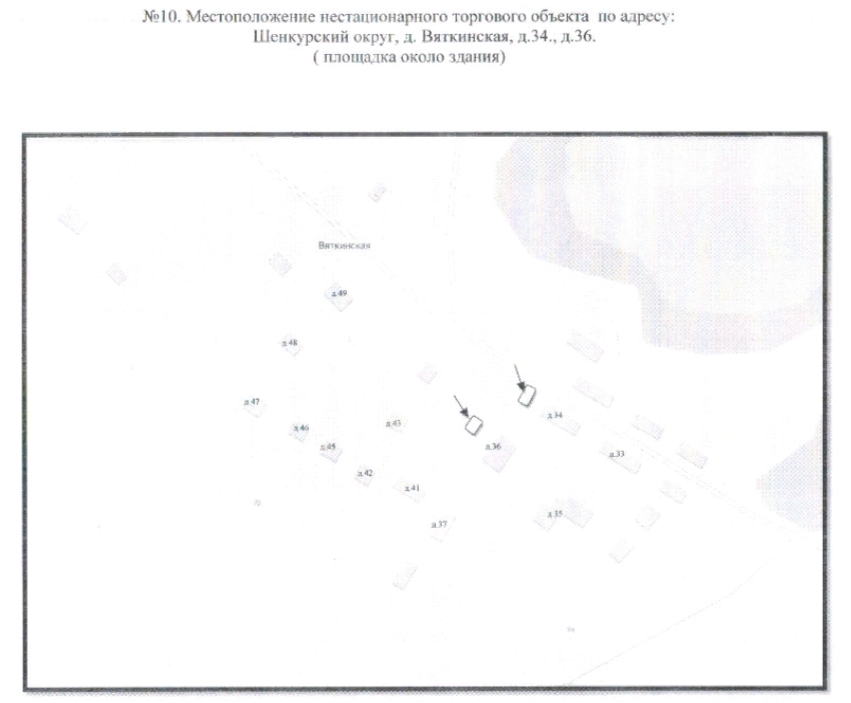 №10. Местоположение нестационарного торгового объекта по адресу:
Шенкурский округ, д. Вяткинская, д.34., д.36.
( площадка около здания)
Вяткинская
д.49
д.48
д.47
д.46
д.45
д.43
д.42
д.41
д.37
д.36
д.34
д.33
д.35